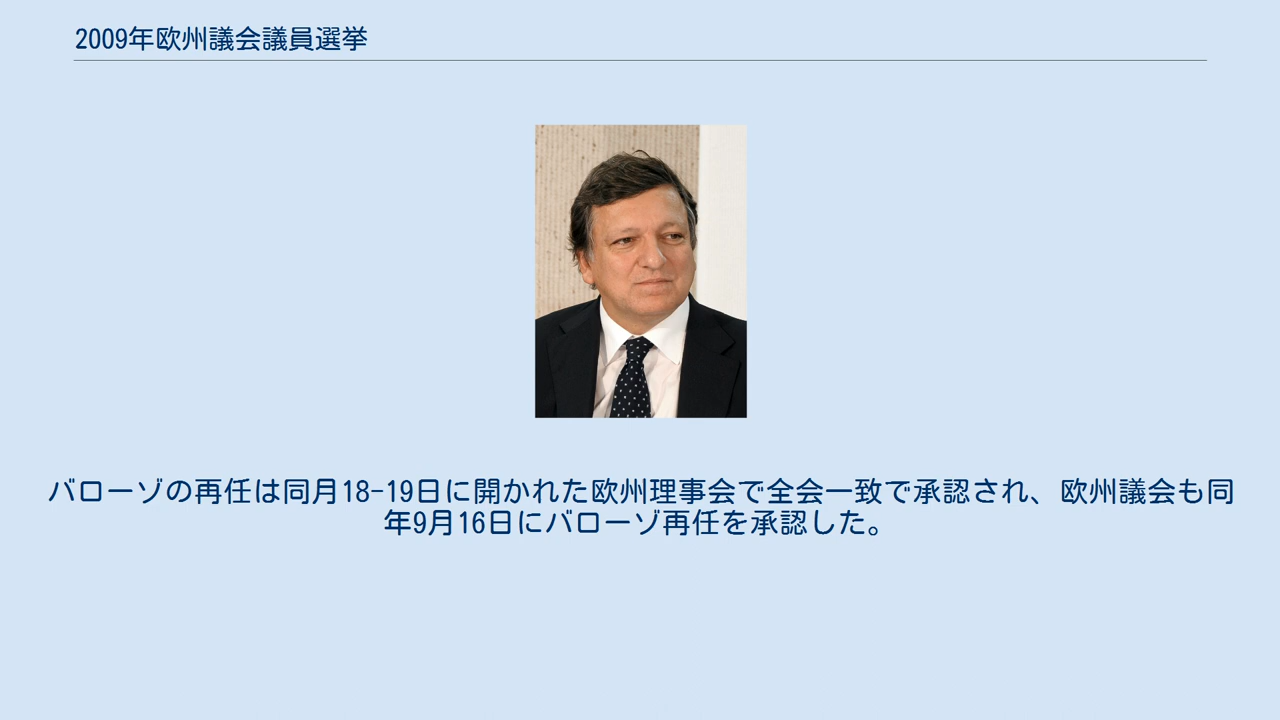 2009年欧州議会議員選挙
バローゾの再任は同月18-19日に開かれた欧州理事会で全会一致で承認され、欧州議会も同
年9月16日にバローゾ再任を承認した。